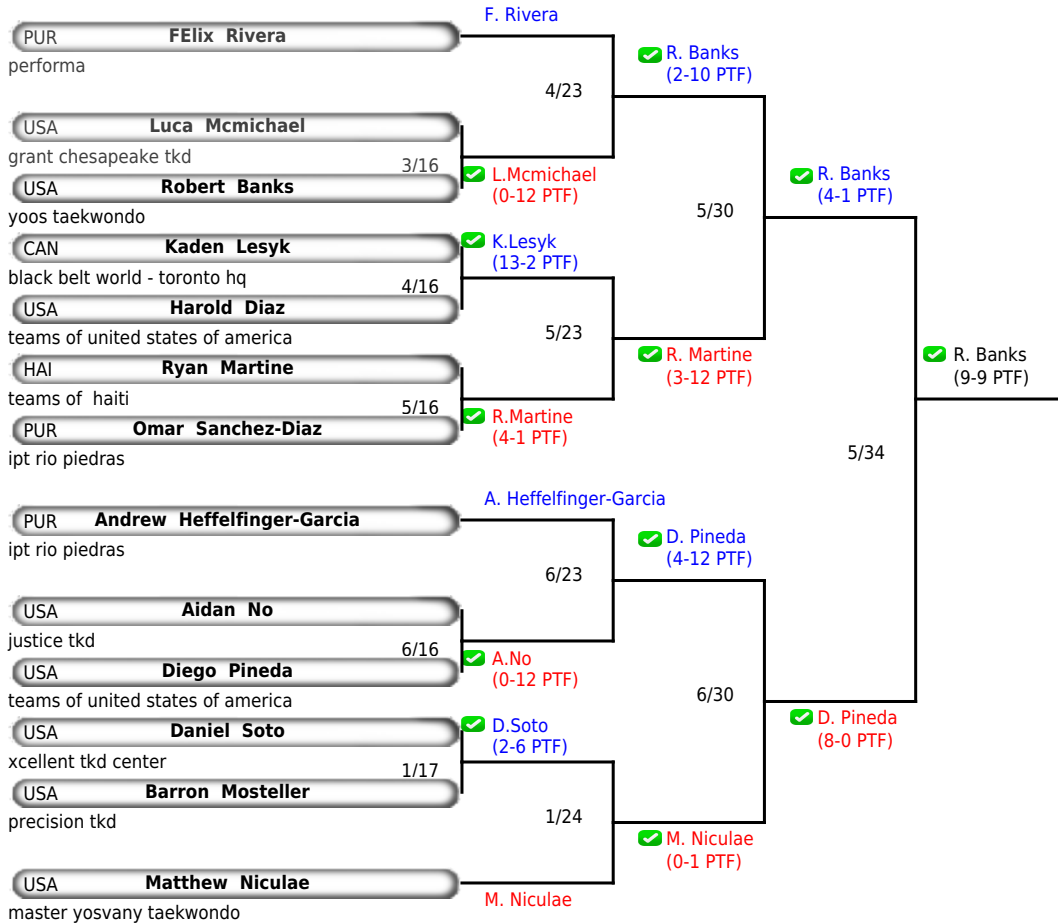 F. Rivera
PUR FElix Rivera
performa
R. Banks
(2-10 PTF)
4/23
USA Luca Mcmichael
grant chesapeake tkd
3/16
L.Mcmichael
(0-12 PTF)
USA Robert Banks
yoos taekwondo
R. Banks
(4-1 PTF)
5/30
CAN Kaden Lesyk
K.Lesyk
(13-2 PTF)
black belt world - toronto hq
4/16
USA Harold Diaz
teams of united states of america
5/23
HAI Ryan Martine
teams of haiti
R. Martine
(3-12 PTF)
5/16
R.Martine
(4-1 PTF)
PUR Omar Sanchez-Diaz
ipt rio piedras
R. Banks
(9-9 PTF)
5/34
A. Heffelfinger-Garcia
PUR Andrew Heffelfinger-Garcia
ipt rio piedras
D. Pineda
(4-12 PTF)
6/23
USA Aidan No
justice tkd
6/16
A.No
(0-12 PTF)
USA Diego Pineda
teams of united states of america
6/30
D. Pineda
(8-0 PTF)
USA Daniel Soto
D.Soto
(2-6 PTF)
xcellent tkd center
1/17
USA Barron Mosteller
precision tkd
1/24
M. Niculae
(0-1 PTF)
USA Matthew Niculae
M. Niculae
master yosvany taekwondo